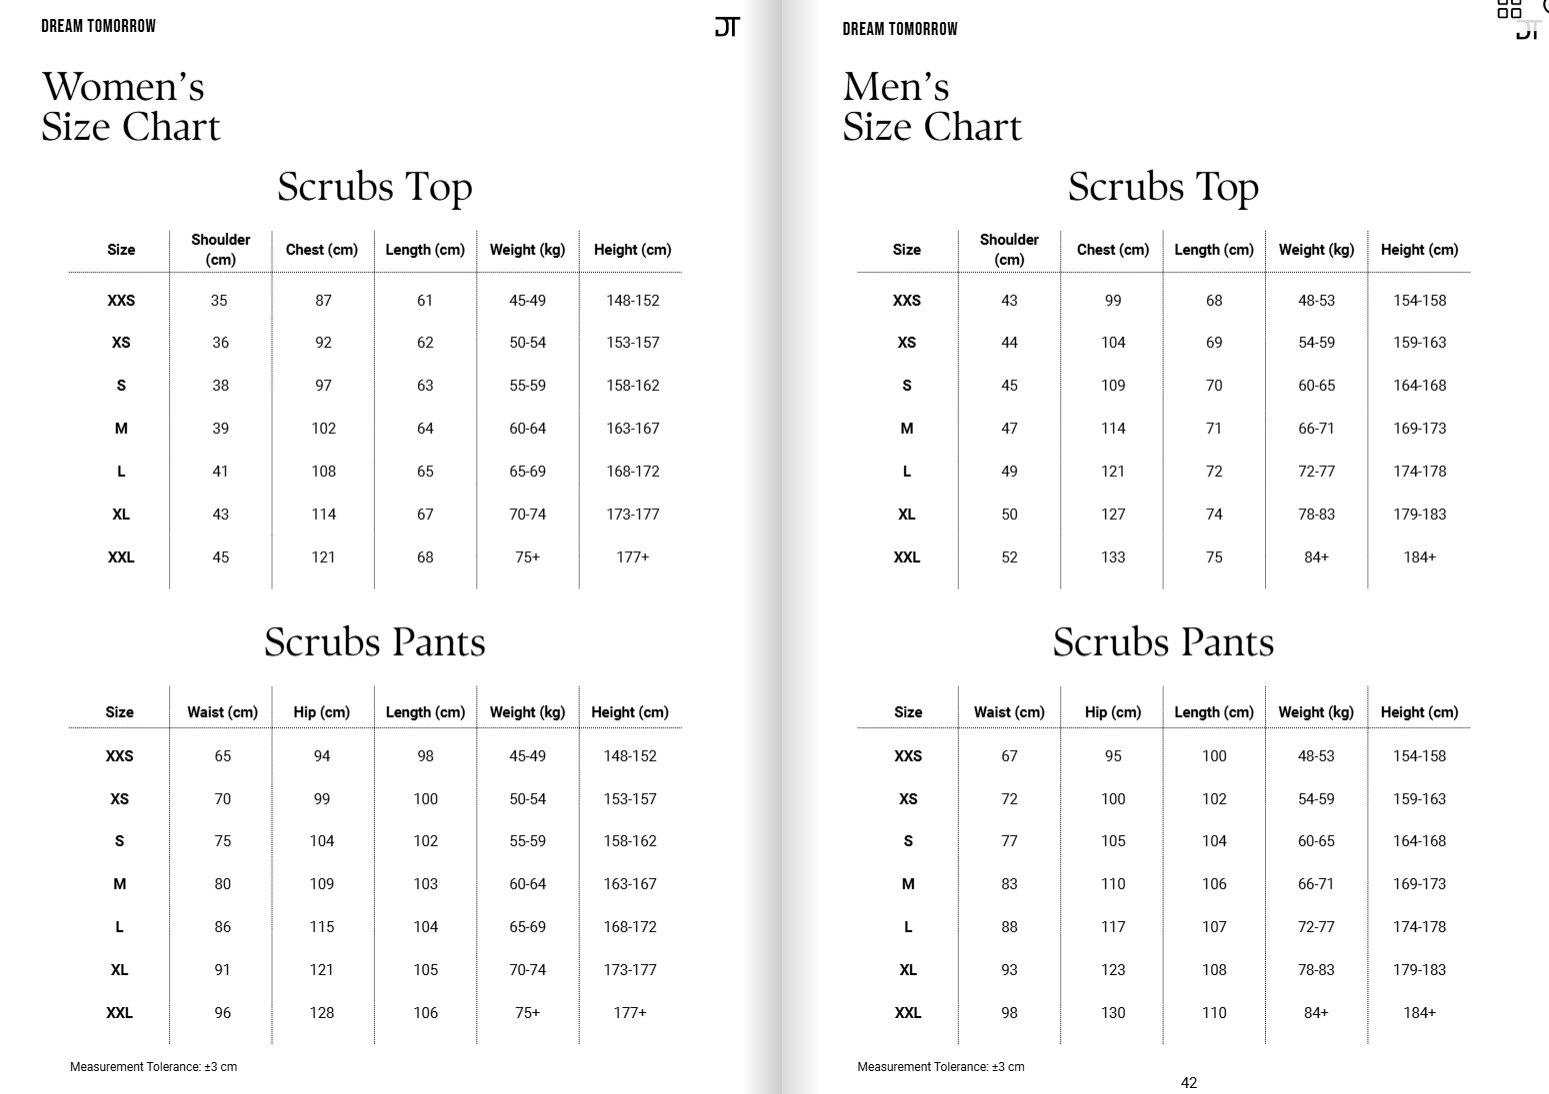 DREAM TOMORROW
Women's
Size Chart
Scrubs Top
Size Shoulder (cm) Chest (cm) Length (cm) Weight (kg) Height (cm)
XXS 35 87 61 45-49 148-152
XS 36 92 62 50-54 153-157
S 38 97 63 55-59 158-162
M 39 102 64 60-64 163-167
L 41 108 65 65-69 168-172
XL 43 114 67 70-74 173-177
XXL 45 121 68 75+ 177+
Scrubs Pants
Size Waist (cm) Hip (cm) Length (cm) Weight (kg) Height (cm)
XXS 65 94 98 45-49 148-152
XS 70 99 100 50-54 153-157
S 75 104 102 55-59 158-162
M 80 109 103 60-64 163-167
L 86 115 104 65-69 168-172
XL 91 121 105 70-74 173-177
XXL 96 128 106 75+ 177+
Measurement Tolerance: ±3 cm
DREAM TOMORROW
Men's
Size Chart
Scrubs Top
Size Shoulder (cm) Chest (cm) Length (cm) Weight (kg) Height (cm)
XXS 43 99 68 48-53 154-158
XS 44 104 69 54-59 159-163
S 45 109 70 60-65 164-168
M 47 114 71 66-71 169-173
L 49 121 72 72-77 174-178
XL 50 127 74 78-83 179-183
XXL 52 133 75 84+ 184+
Scrubs Pants
Size Waist (cm) Hip (cm) Length (cm) Weight (kg) Height (cm)
XXS 67 95 100 48-53 154-158
XS 72 100 102 54-59 159-163
S 77 105 104 60-65 164-168
M 83 110 106 66-71 169-173
L 88 117 107 72-77 174-178
XL 93 123 108 78-83 179-183
XXL 98 130 110 84+ 184+
Measurement Tolerance: ±3 cm
42